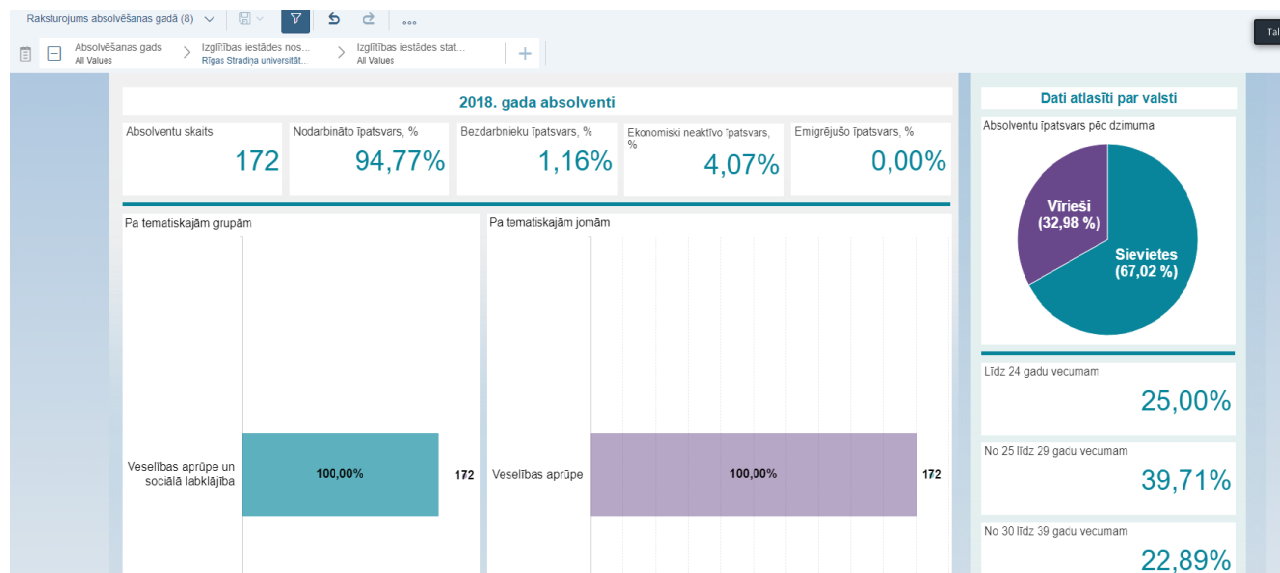 Raksturojums absolvēšanas gadā (8)
Absolvēšanas gads
All Values
Izglītības iestādes nos...
Rīgas Stradiņa universitāt...
Izglītības iestādes stat...
All Values
Tal
2018. gada absolventi
Absolventu skaits
172
Nodarbināto īpatsvars, %
94,77%
Bezdarbnieku īpatsvars, %
1,16%
Ekonomiski neaktīvo īpatsvars,
%
4,07%
Emigrējušo īpatsvars, %
0,00%
Pa tematiskajām grupām
Veselības aprūpe un
sociālā labklājība
100,00%
172
Pa tematiskajām jomām
Veselības aprūpe
100,00%
172
Dati atlasīti par valsti
Absolventu īpatsvars pēc dzimuma
Vīrieši
(32,98 %)
Sievietes
(67,02 %)
Līdz 24 gadu vecumam
25,00%
No 25 līdz 29 gadu vecumam
39,71%
No 30 līdz 39 gadu vecumam
22,89%